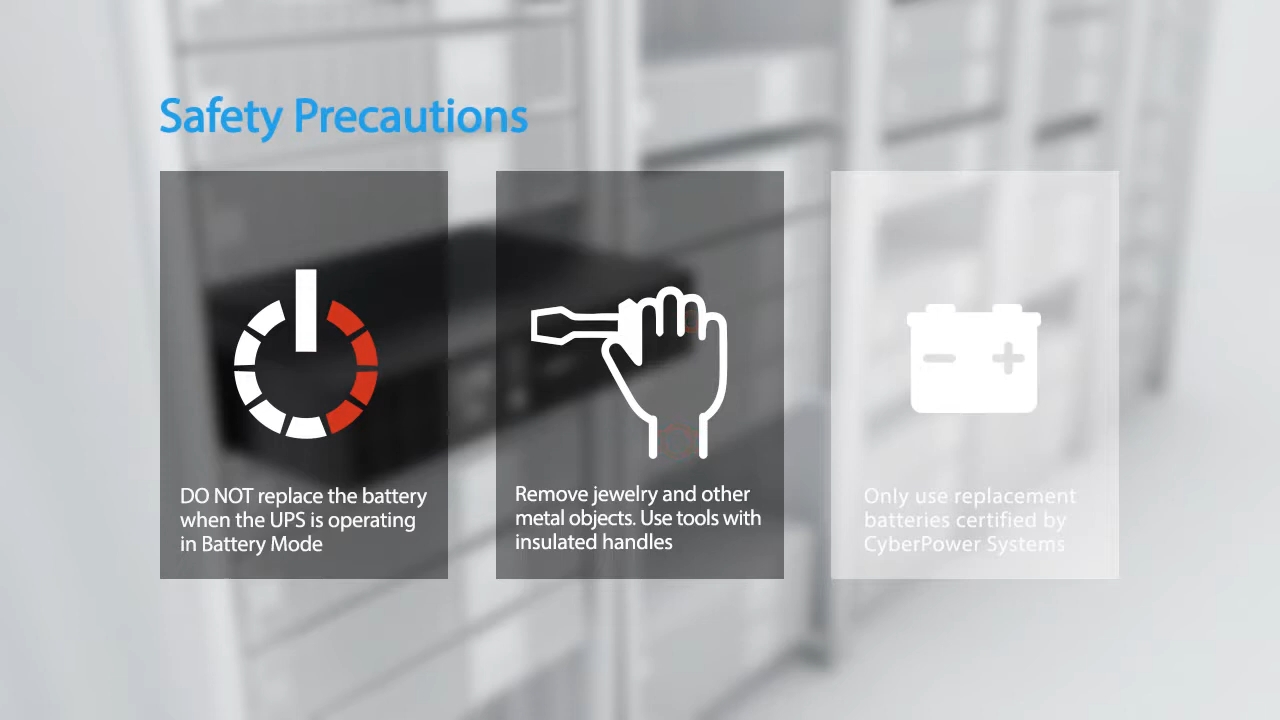 Safety Precautions
DO NOT replace the battery
when the UPS is operating
in Battery Mode
Remove jewelry and other
metal objects. Use tools with
insulated handles
Only use replacement
batteries certified by
CyberPower Systems